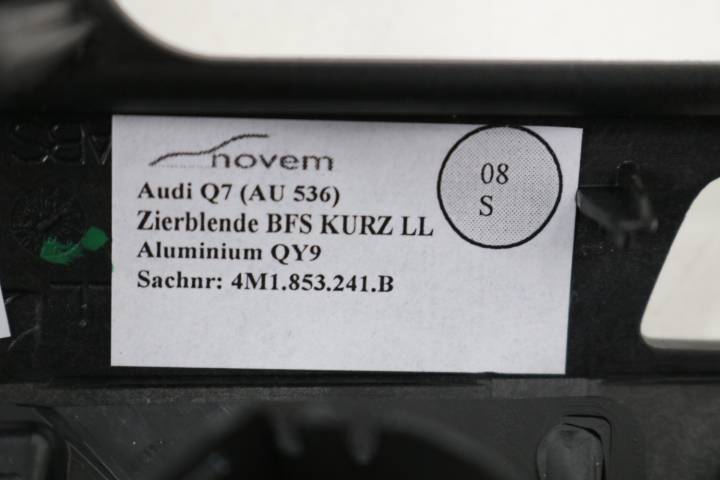 novem
08
S
Audi Q7 (AU 536)
Zierblende BFS KURZ LL
Aluminium QY9
Sachnr: 4M1.853.241.B